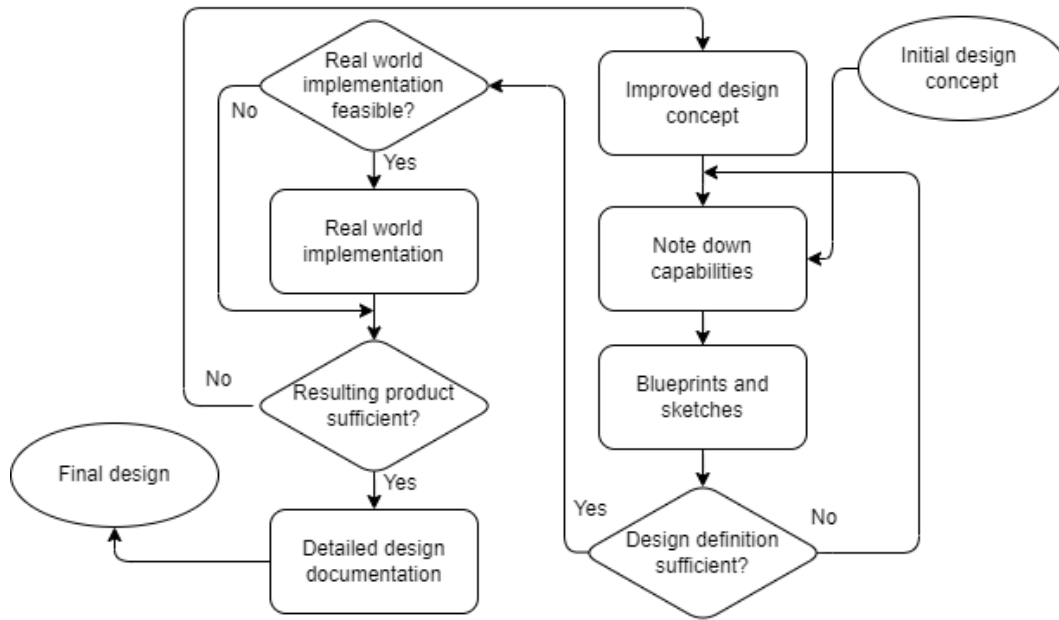 Real world
implementation
feasible?
No
Yes
Real world
implementation
No
Resulting product
sufficient?
Yes
Final design
Detailed design
documentation
Improved design
concept
Initial design
concept
Note down
capabilities
Blueprints and
sketches
Yes
Design definition
sufficient?
No